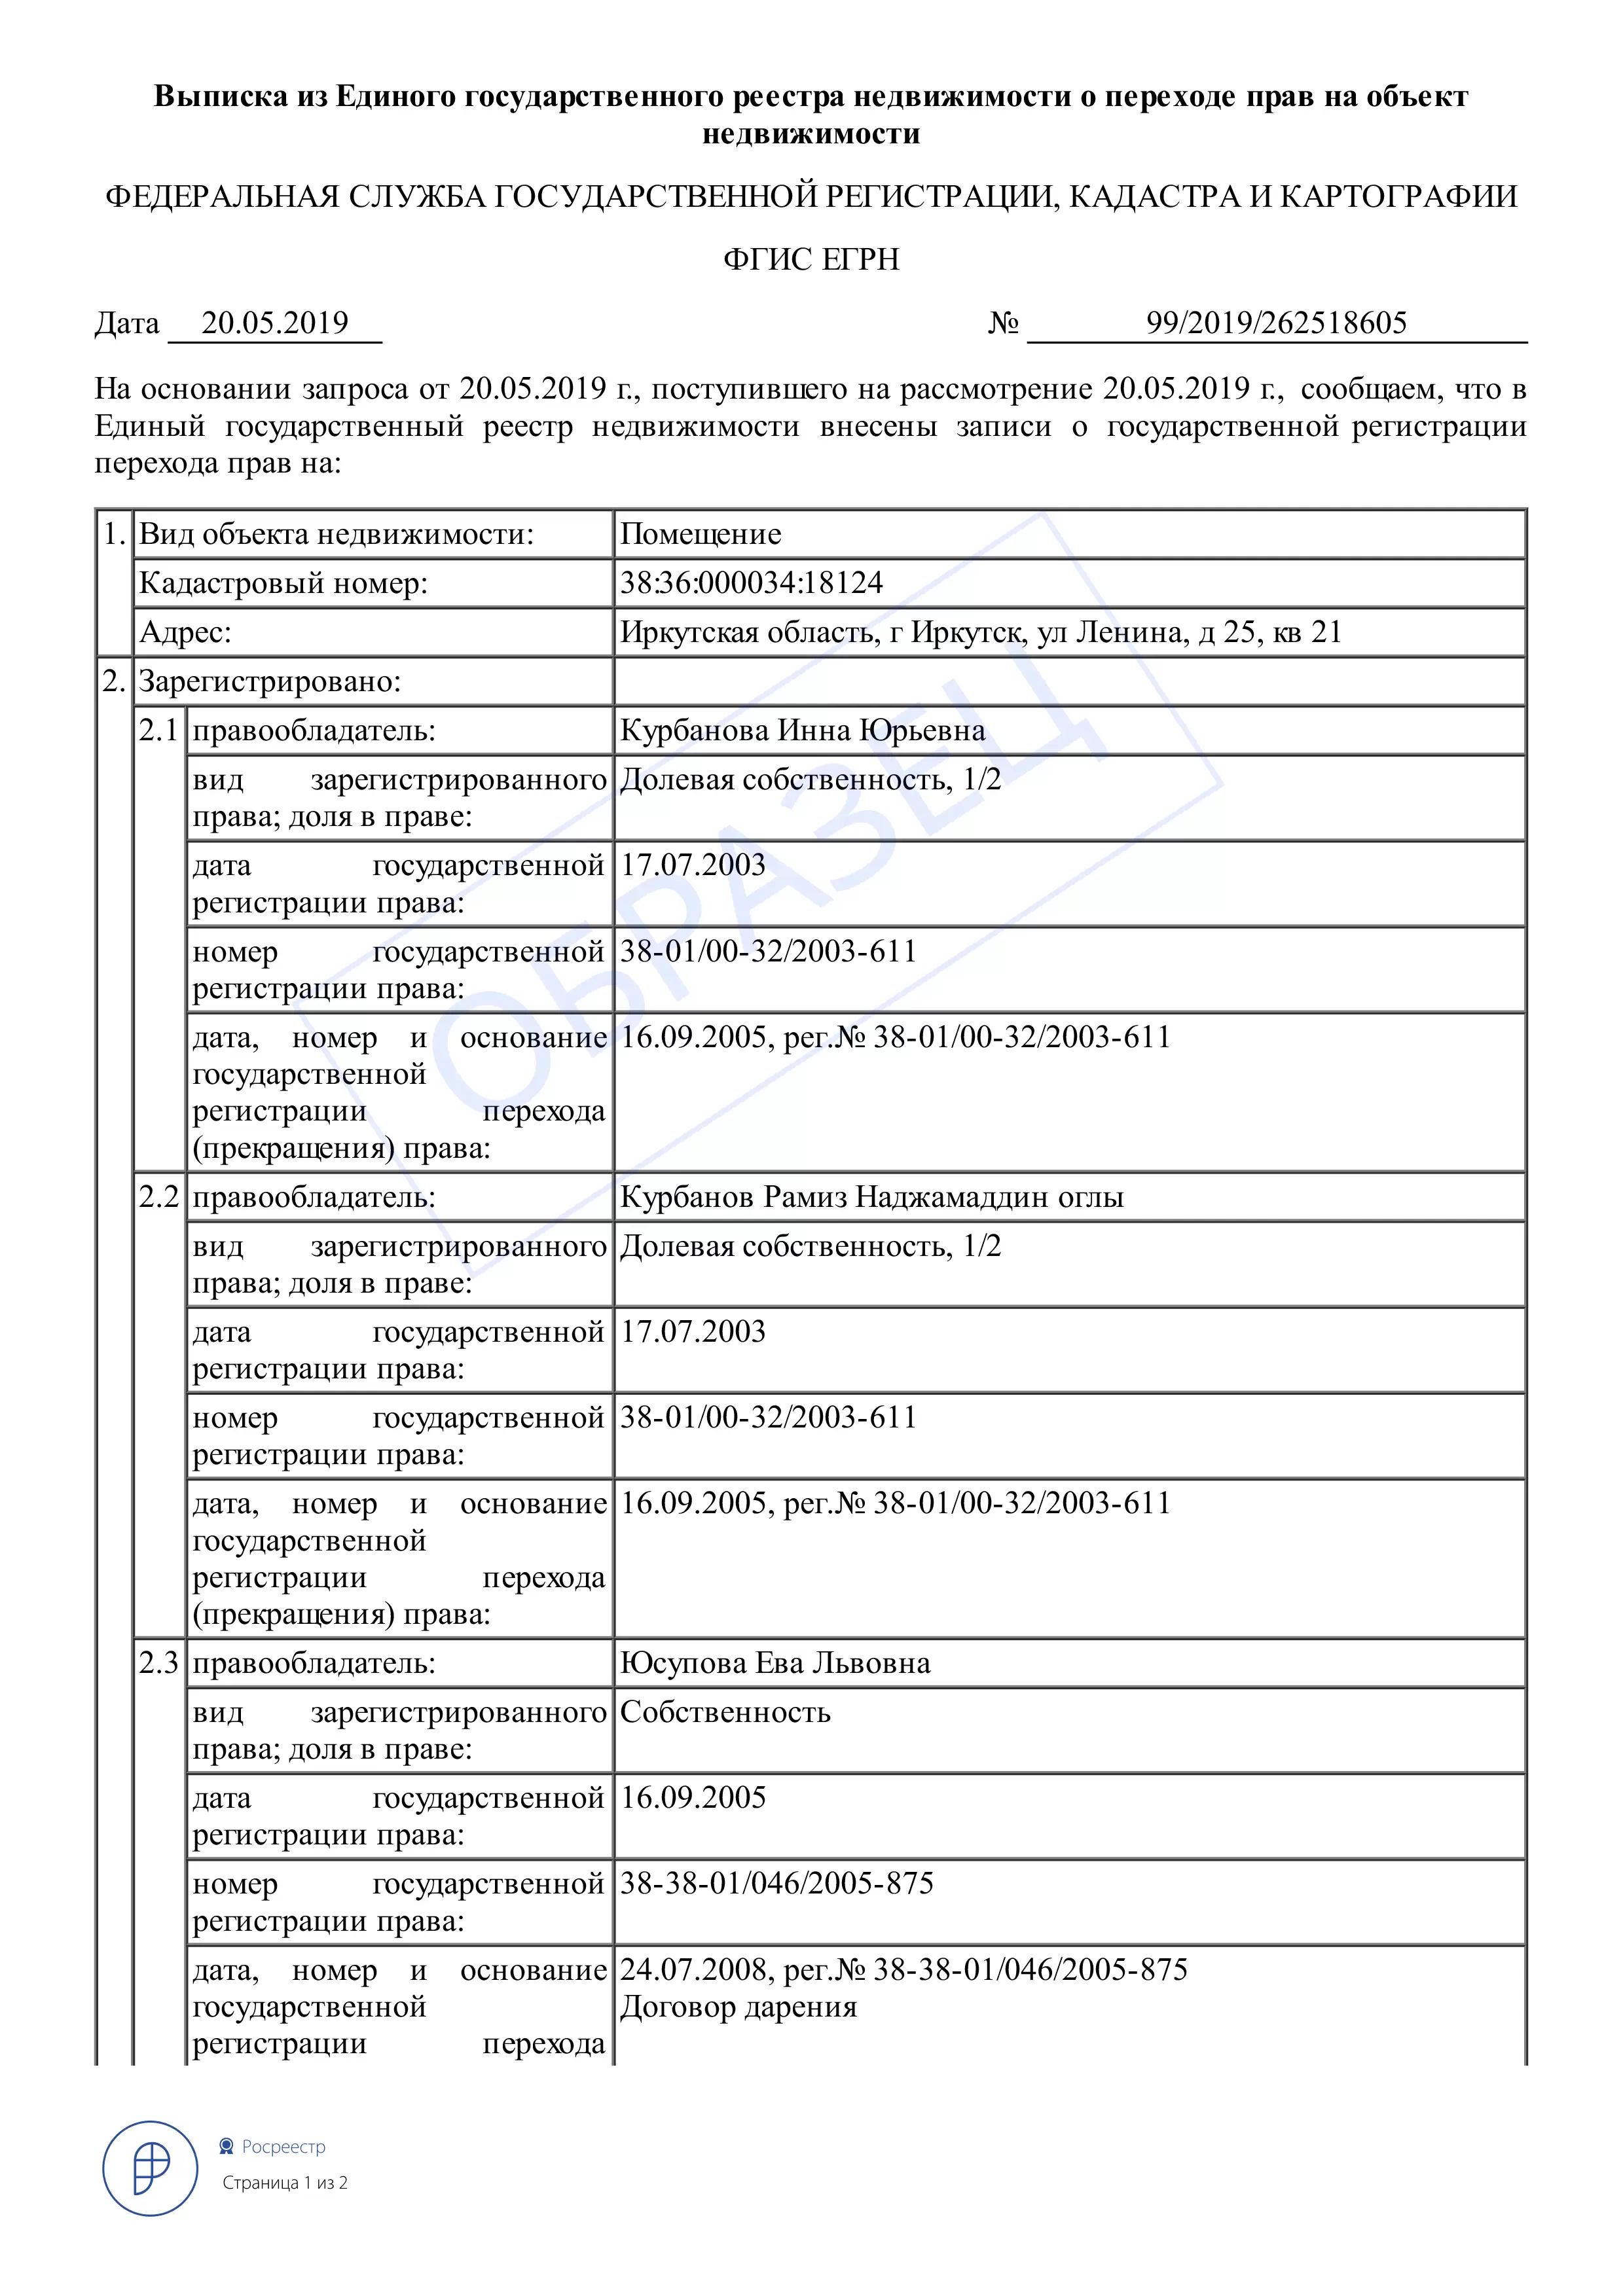 Выписка из Единого государственного реестра недвижимости о переходе прав на объект
недвижимости
ФЕДЕРАЛЬНАЯ СЛУЖБА ГОСУДАРСТВЕННОЙ РЕГИСТРАЦИИ, КАДАСТРА И КАРТОГРАФИИ
ФГИС ЕГРН
Дата 20.05.2019 № 99/2019/262518605
На основании запроса от 20.05.2019 г., поступившего на рассмотрение 20.05.2019 г., сообщаем, что в
Единый государственный реестр недвижимости внесены записи о государственной регистрации
перехода прав на:
1. Вид объекта недвижимости: Помещение
Кадастровый номер: 38:36:000034:18124
Адрес: Иркутская область, г Иркутск, ул Ленина, д 25, кв 21
2. Зарегистрировано:
2.1 правообладатель: Курбанова Инна Юрьевна
вид зарегистрированного Долевая собственность, 1/2
права; доля в праве:
дата государственной 17.07.2003
регистрации права:
номер государственной 38-01/00-32/2003-611
регистрации права:
дата, номер и основание 16.09.2005, рег.№ 38-01/00-32/2003-611
государственной
регистрации перехода
(прекращения) права:
2.2 правообладатель: Курбанов Рамиз Наджамаддин оглы
вид зарегистрированного Долевая собственность, 1/2
права; доля в праве:
дата государственной 17.07.2003
регистрации права:
номер государственной 38-01/00-32/2003-611
регистрации права:
дата, номер и основание 16.09.2005, рег.№ 38-01/00-32/2003-611
государственной
регистрации перехода
(прекращения) права:
2.3 правообладатель: Юсупова Ева Львовна
вид зарегистрированного Собственность
права; доля в праве:
дата государственной 16.09.2005
регистрации права:
номер государственной 38-38-01/046/2005-875
регистрации права:
дата, номер и основание 24.07.2008, рег.№ 38-38-01/046/2005-875
государственной Договор дарения
регистрации перехода
ОБРАЗЕЦ
Росреестр
Страница 1 из 2